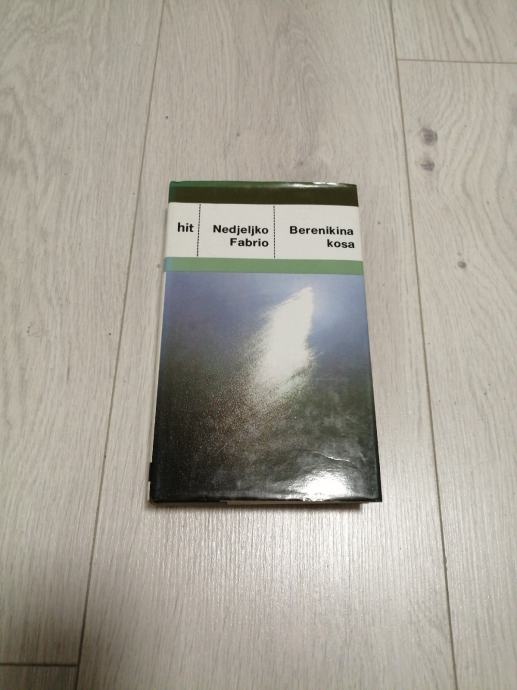 hit
Nedjeljko
Fabrio
Berenikina
kosa